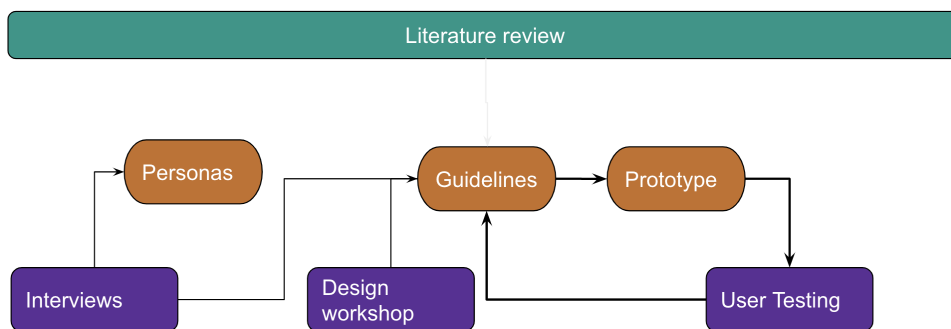 Literature review
Personas
Guidelines
Prototype
Interviews
Design
workshop
User Testing